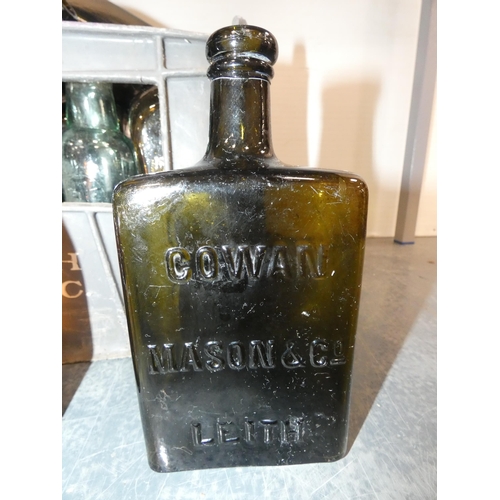 COWAN
MASON & Co
LEITH
H
C